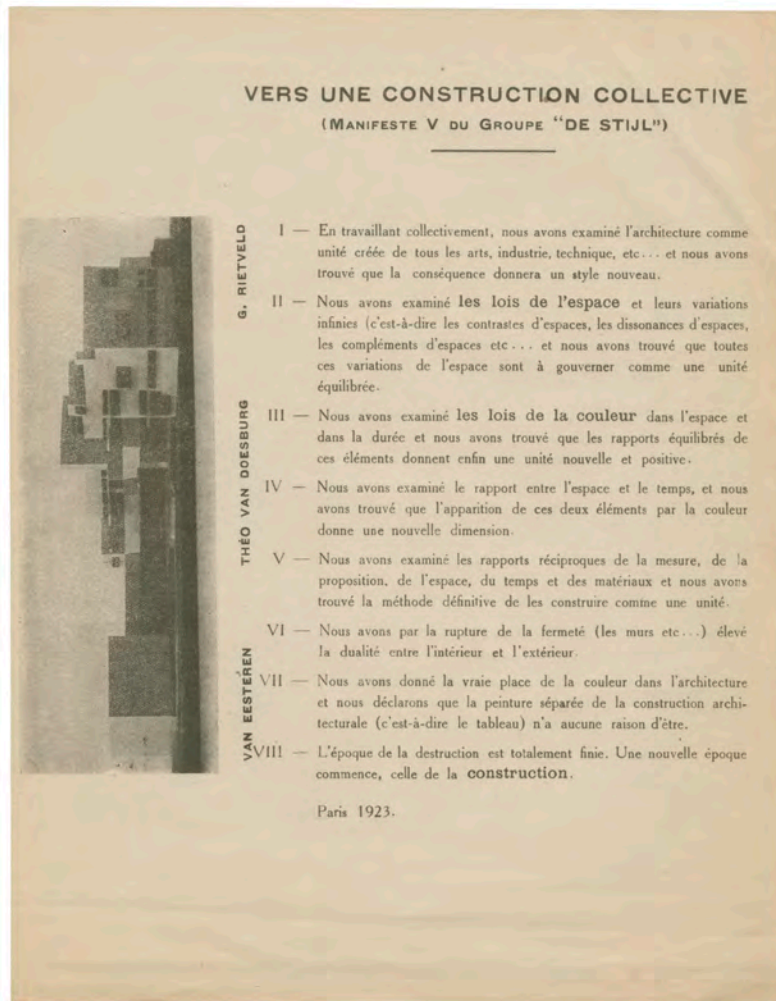 VERS UNE CONSTRUCTION COLLECTIVE
(MANIFESTE V DU GROUPE "DE STIJL")
G. RIETVELD
THÉO VAN DOESBURG
VAN EESTÉREN
I — En travaillant collectivement, nous avons examiné l'architecture comme
unité créée de tous les arts, industrie, technique, etc... et nous avons
trouvé que la conséquence donnera un style nouveau.
II — Nous avons examiné les lois de l'espace et leurs variations
infinies (c'est-à-dire les contrastes d'espaces, les dissonances d'espaces,
les compléments d'espaces etc... et nous avons trouvé que toutes
ces variations de l'espace sont à gouverner comme une unité
équilibrée.
III — Nous avons examiné les lois de la couleur dans l'espace et
dans la durée et nous avons trouvé que les rapports équilibrés de
ces éléments donnent enfin une unité nouvelle et positive.
IV — Nous avons examiné le rapport entre l'espace et le temps, et nous
avons trouvé que l'apparition de ces deux éléments par la couleur
donne une nouvelle dimension.
V — Nous avons examiné les rapports réciproques de la mesure, de la
proposition, de l'espace, du temps et des matériaux et nous avons
trouvé la méthode définitive de les construire comme une unité.
VI — Nous avons par la rupture de la fermeté (les murs etc...) élevé
la dualité entre l'intérieur et l'extérieur.
VII — Nous avons donné la vraie place de la couleur dans l'architecture
et nous déclarons que la peinture séparée de la construction archi-
tecturale (c'est-à-dire le tableau) n'a aucune raison d'être.
VIII — L'époque de la destruction est totalement finie. Une nouvelle époque
commence, celle de la construction.
Paris 1923.